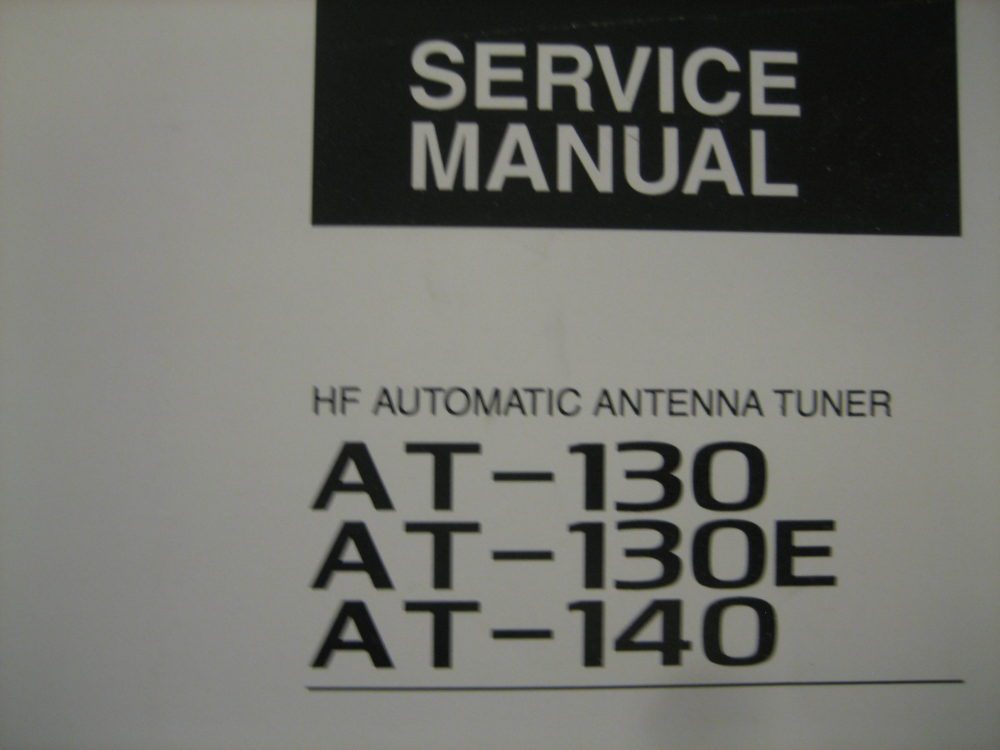 SERVICE
MANUAL
HF AUTOMATIC ANTENNA TUNER
AT-130
AT-130E
AT-140